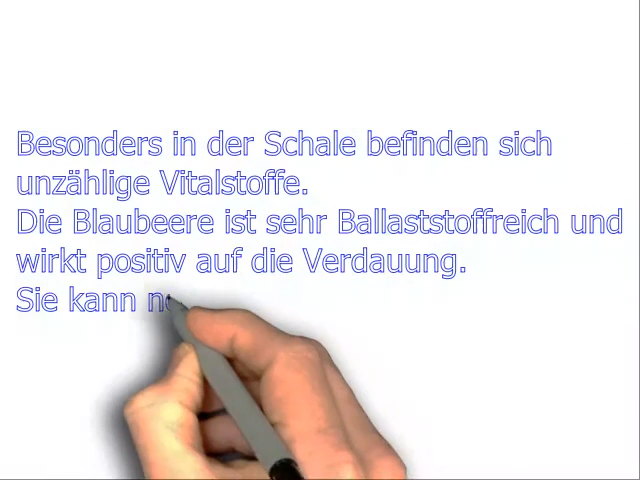 Besonders in der Schale befinden sich
unzählige Vitalstoffe.
Die Blaubeere ist sehr Ballaststoffreich und
wirkt positiv auf die Verdauung.
Sie kann